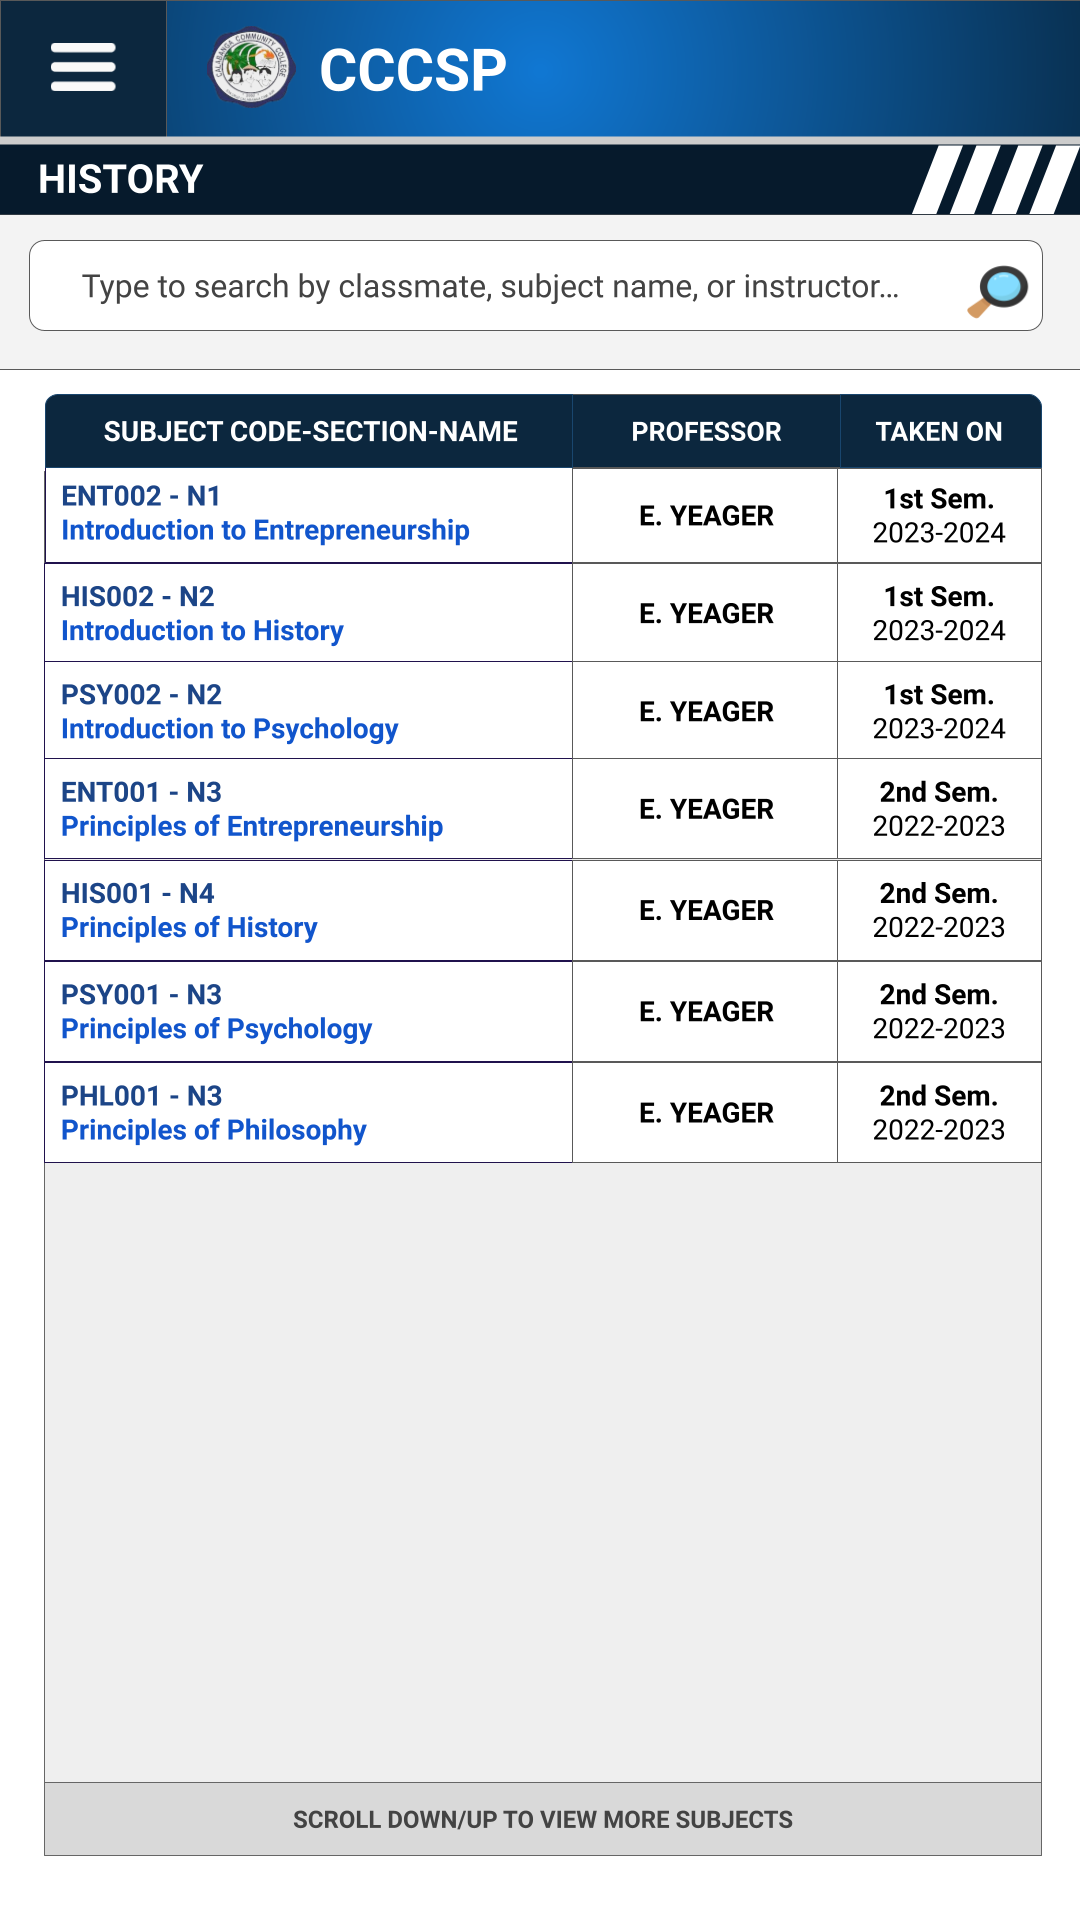 CALABANGA COMMUNITY COLLEGE
CCCSP
HISTORY
Type to search by classmate, subject name, or instructor...
SUBJECT CODE-SECTION-NAME PROFESSOR TAKEN ON
ENT002 - N1
Introduction to Entrepreneurship
E. YEAGER
1st Sem.
2023-2024
HIS002 - N2
Introduction to History
E. YEAGER
1st Sem.
2023-2024
PSY002 - N2
Introduction to Psychology
E. YEAGER
1st Sem.
2023-2024
ENT001 - N3
Principles of Entrepreneurship
E. YEAGER
2nd Sem.
2022-2023
HIS001 - N4
Principles of History
E. YEAGER
2nd Sem.
2022-2023
PSY001 - N3
Principles of Psychology
E. YEAGER
2nd Sem.
2022-2023
PHL001 - N3
Principles of Philosophy
E. YEAGER
2nd Sem.
2022-2023
SCROLL DOWN/UP TO VIEW MORE SUBJECTS